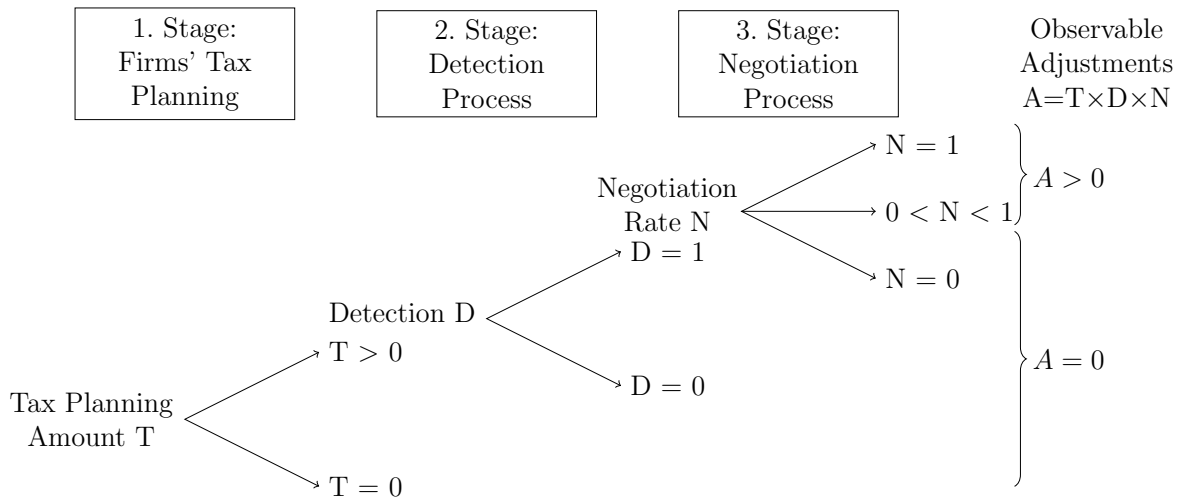 1. Stage:
Firms' Tax
Planning
2. Stage:
Detection
Process
3. Stage:
Negotiation
Process
Observable
Adjustments
A=T×D×N
N = 1
A > 0
Negotiation
Rate N
0 < N < 1
D = 1
N = 0
Detection D
T > 0
A = 0
D = 0
Tax Planning
Amount T
T = 0